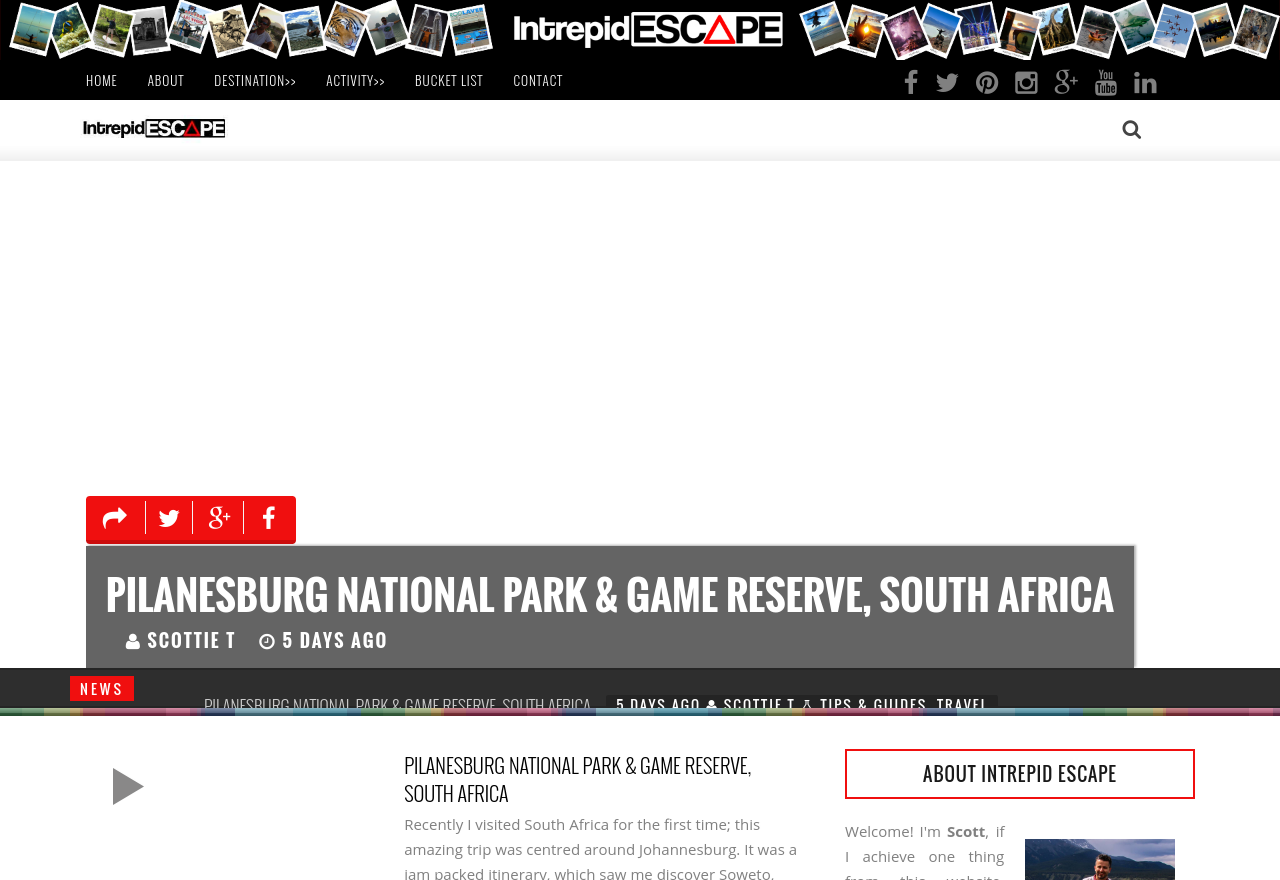 IntrepidESCAPE
HOME ABOUT DESTINATION>> ACTIVITY>> BUCKET LIST CONTACT
You
Tube
IntrepidESCAPE
PILANESBURG NATIONAL PARK & GAME RESERVE, SOUTH AFRICA
SCOTTIE T 5 DAYS AGO
NEWS
PILANESBURG NATIONAL PARK & GAME RESERVE, SOUTH AFRICA 5 DAYS AGO SCOTTIE T TIPS & GUIDES, TRAVEL
PILANESBURG NATIONAL PARK & GAME RESERVE,
SOUTH AFRICA
Recently I visited South Africa for the first time; this
amazing trip was centred around Johannesburg. It was a
jam packed itinerary, which saw me discover Soweto,
ABOUT INTREPID ESCAPE
Welcome! I'm Scott, if
I achieve one thing
from this website,